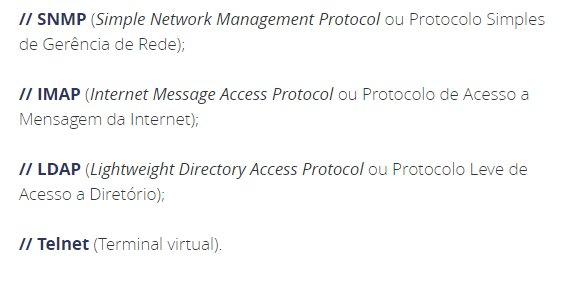 // SNMP (Simple Network Management Protocol ou Protocolo Simples
de Gerência de Rede);
// IMAP (Internet Message Access Protocol ou Protocolo de Acesso a
Mensagem da Internet);
// LDAP (Lightweight Directory Access Protocol ou Protocolo Leve de
Acesso a Diretório);
// Telnet (Terminal virtual).